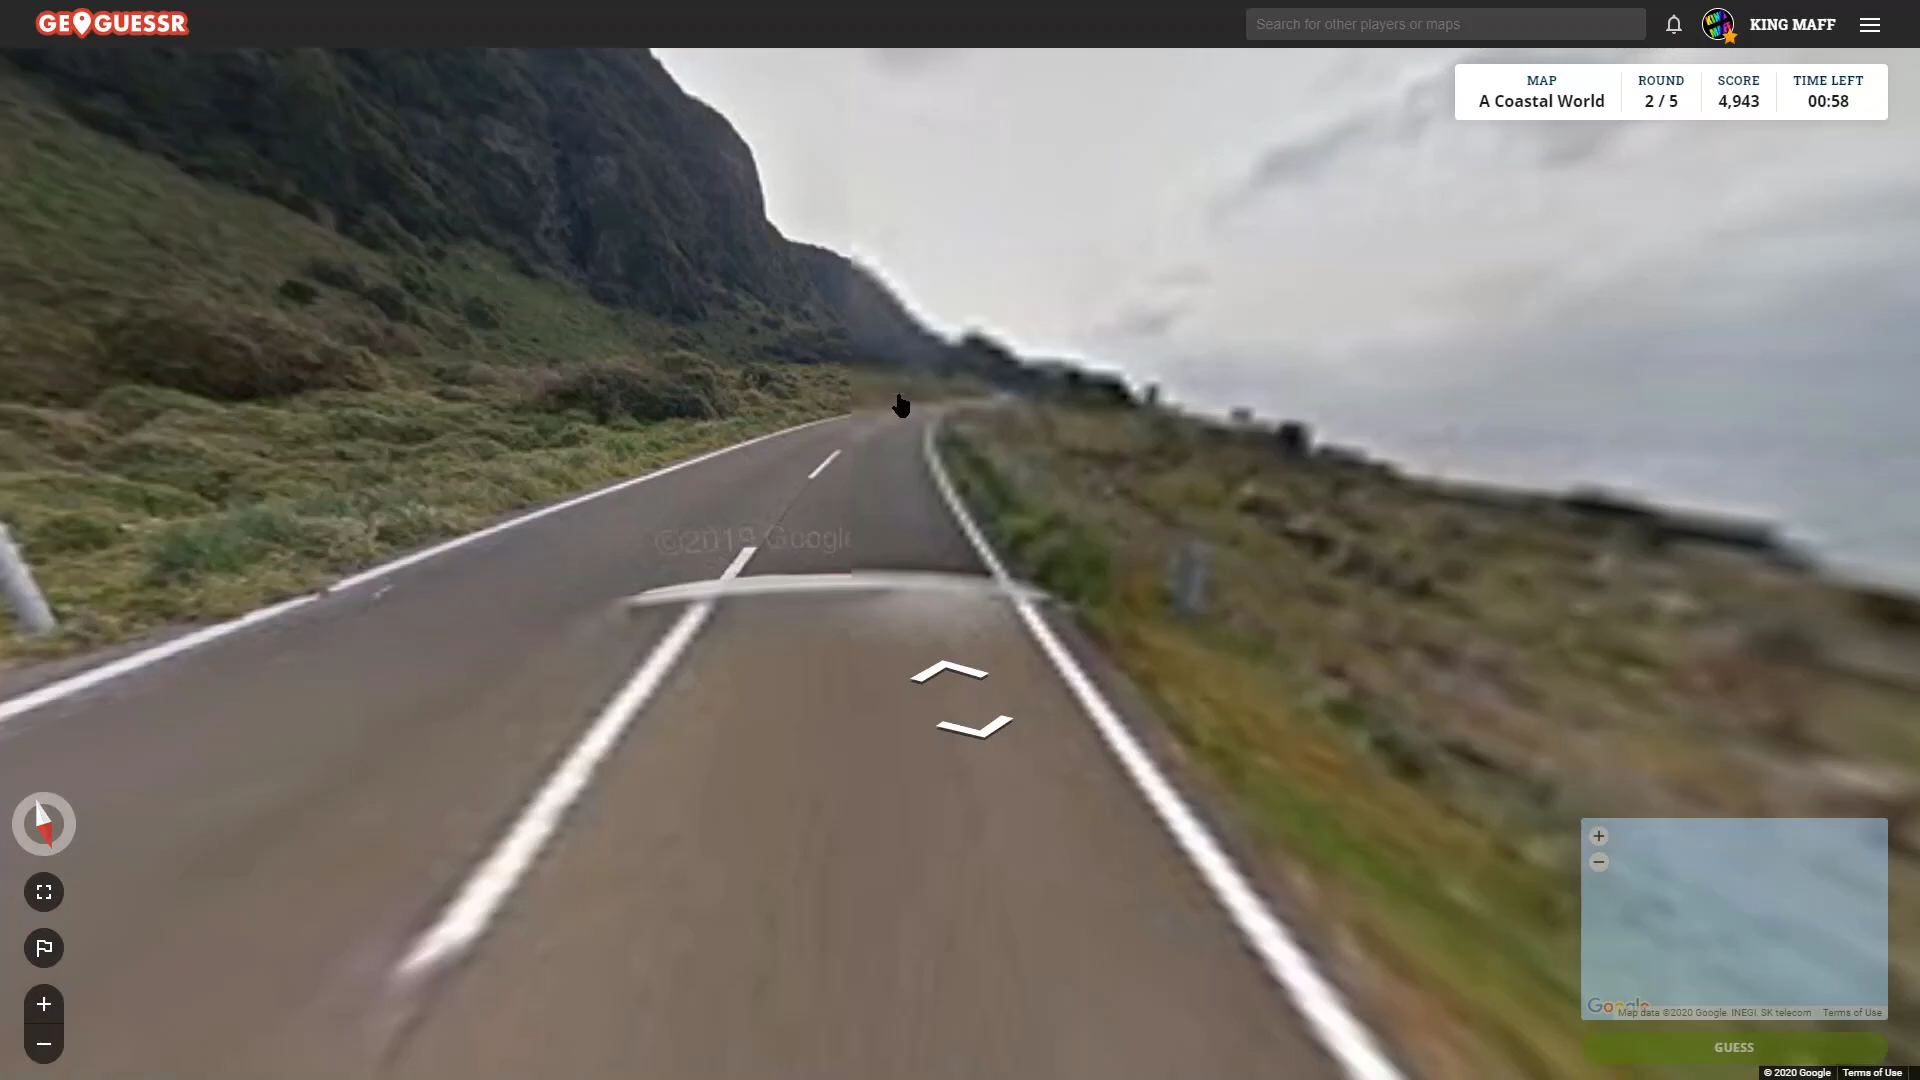 GEOGUESSR
Search for other players or maps
KING MAFF
MAP
A Coastal World
ROUND
2 / 5
SCORE
4,943
TIME LEFT
00:58
©2019 Google
Google
Map data ©2020 Google, INEGI, SK telecom
Terms of Use
GUESS
© 2020 Google
Terms of Use